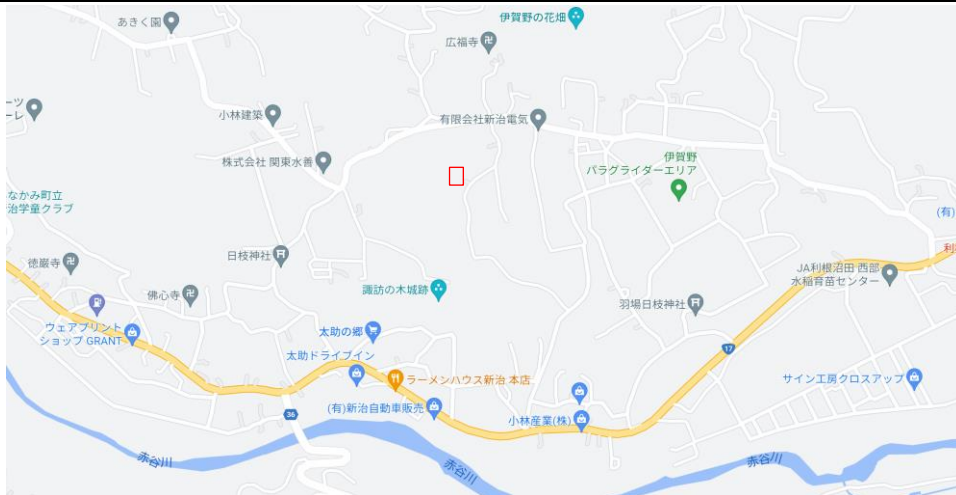 あきく園
伊賀野の花畑
広福寺
ーツ
ーレ
小林建築
有限会社新治電気
株式会社 関東水善
伊賀野
パラグライダーエリア
なかみ町立
治学童クラブ
(有)
徳巌寺
日枝神社
利
JA利根沼田 西部
水稲育苗センター
佛心寺
諏訪の木城跡
羽場日枝神社
ウェアプリント
ショップ GRANT
太助の郷
太助ドライブイン
17
ラーメンハウス新治 本店
サイン工房クロスアップ
36
(有)新治自動車販売
小林産業(株)
赤谷川
赤谷川
赤谷川